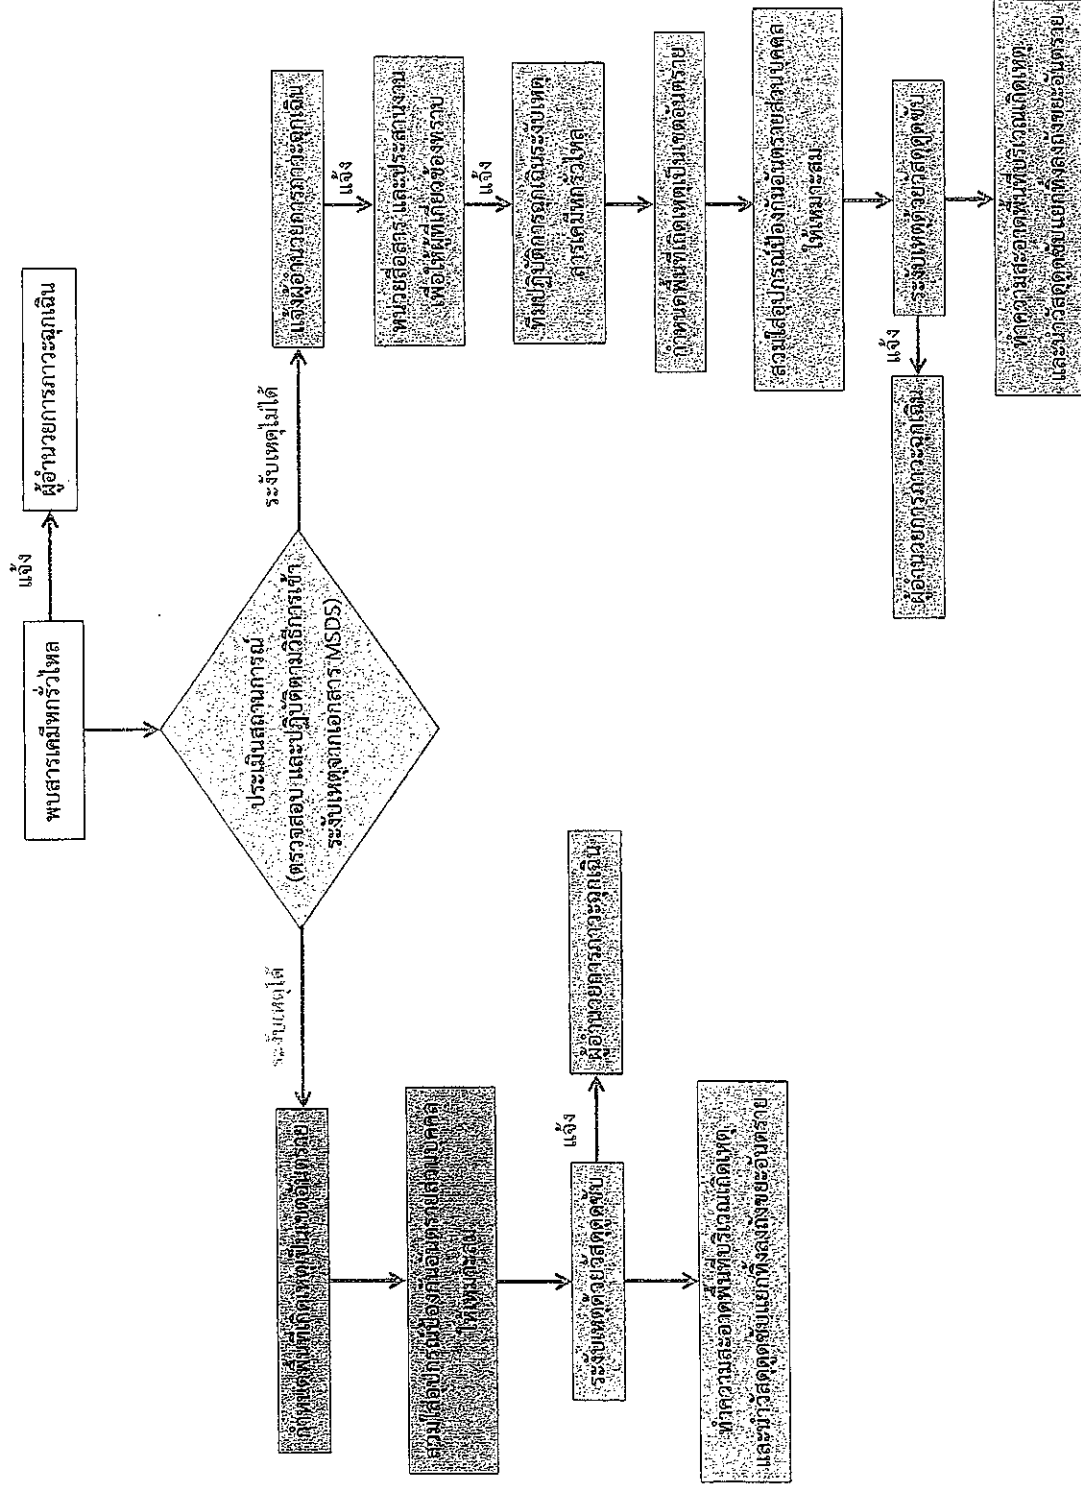 พบสารเคมีหกรั่วไหล
แจ้ง
ผู้อำนวยการภาวะฉุกเฉิน
ประเมินสถานการณ์
(ตรวจสอบ และปฏิบัติตามวิธีการเข้า
ระงับเหตุจากเอกสาร MSDS)
ระงับเหตุได้
กำหนดพื้นที่เกิดเหตุเป็นเขตอันตราย
สวมใส่อุปกรณ์ป้องกันอันตรายส่วนบุคคล
ให้เหมาะสม
ระงับเหตุด้วยวัสดุดูดซับ
แจ้ง
ผู้อำนวยการภาวะฉุกเฉิน
ทำความสะอาดพื้นที่บริเวณเกิดเหตุ
และนำวัสดุดูดซับแยกทิ้งลงถังขยะอันตราย
ระงับเหตุไม่ได้
แจ้งผู้อำนวยการภาวะฉุกเฉิน
แจ้ง
หน่วยสื่อสาร และประสานงาน
เพื่อให้ผู้ที่เกี่ยวข้องทราบ
แจ้ง
ทีมปฏิบัติการฉุกเฉินระงับเหตุ
สารเคมีหกรั่วไหล
กำหนดพื้นที่เกิดเหตุเป็นเขตอันตราย
สวมใส่อุปกรณ์ป้องกันอันตรายส่วนบุคคล
ให้เหมาะสม
ระงับเหตุด้วยวัสดุดูดซับ
แจ้ง
ผู้อำนวยการภาวะฉุกเฉิน
ทำความสะอาดพื้นที่บริเวณเกิดเหตุ
และนำวัสดุดูดซับแยกทิ้งลงถังขยะอันตราย